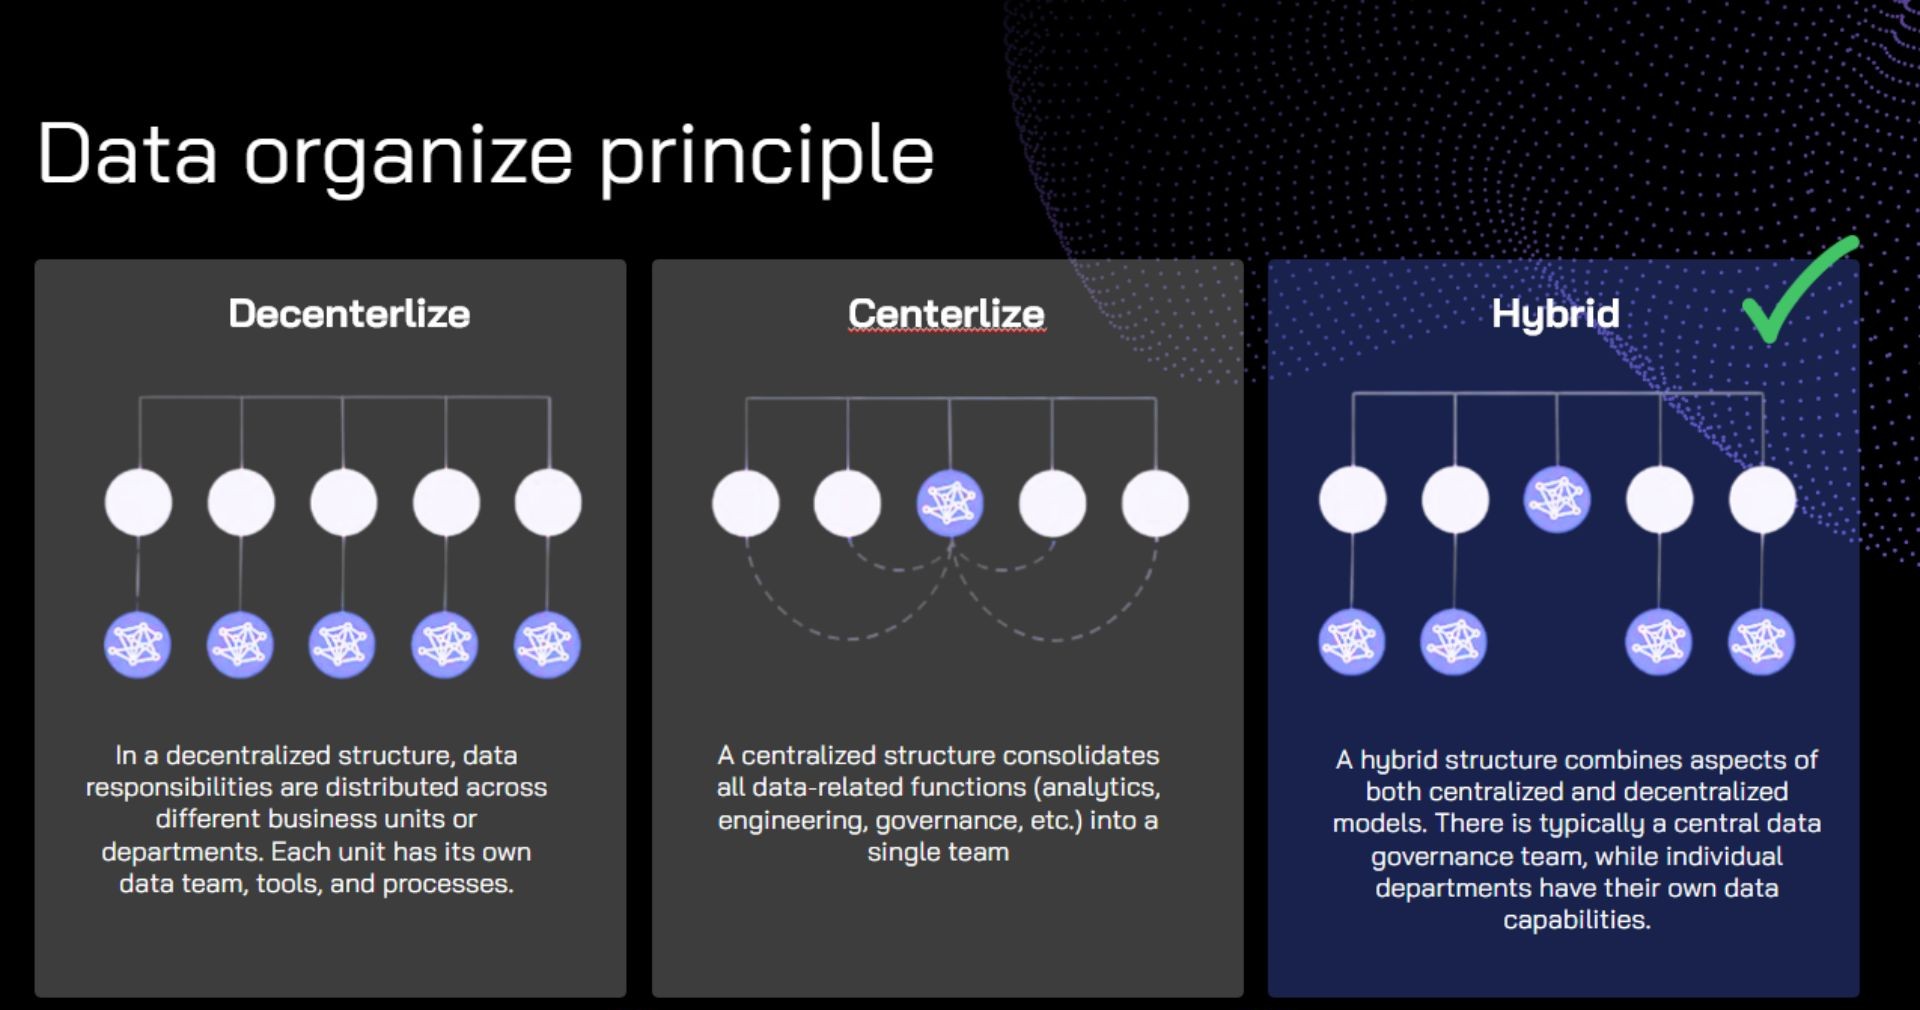 Data organize principle
Decenterlize
In a decentralized structure, data
responsibilities are distributed across
different business units or
departments. Each unit has its own
data team, tools, and processes.
Centerlize
A centralized structure consolidates
all data-related functions (analytics,
engineering, governance, etc.) into a
single team
Hybrid
A hybrid structure combines aspects of
both centralized and decentralized
models. There is typically a central data
governance team, while individual
departments have their own data
capabilities.